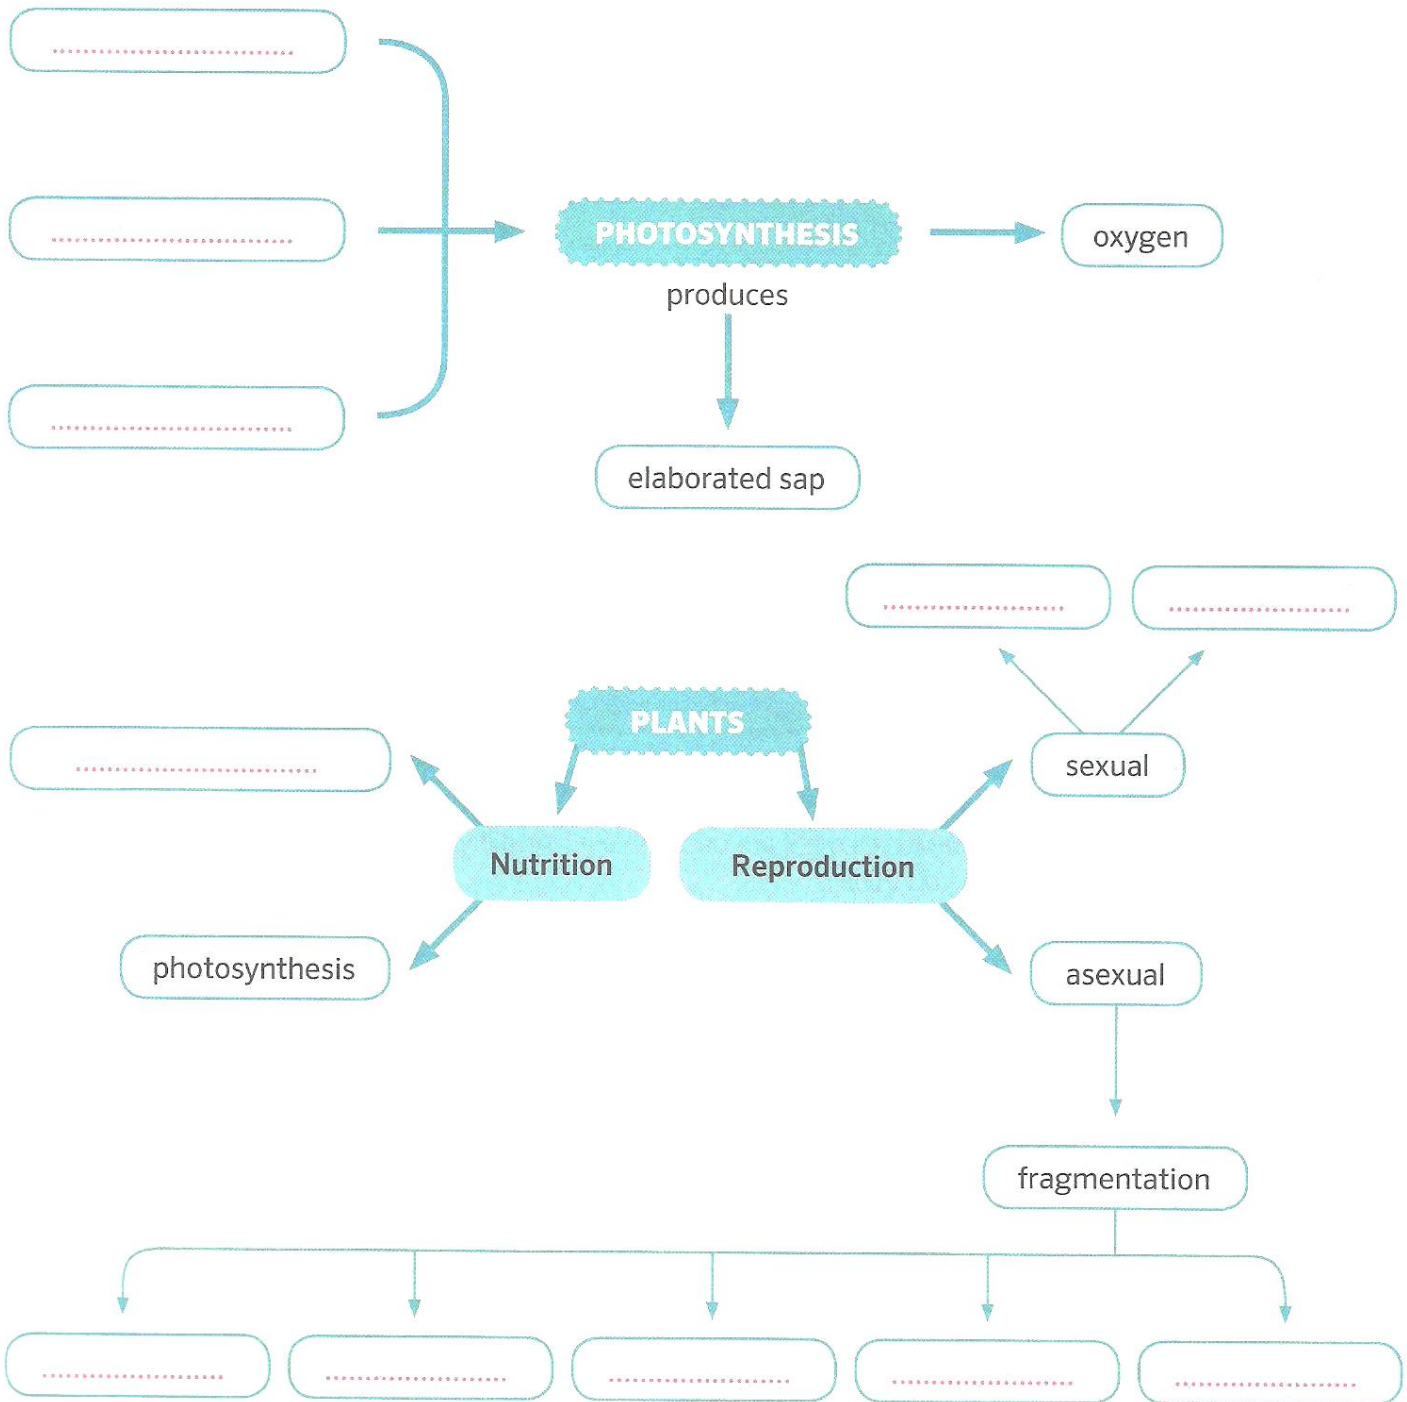 PHOTOSYNTHESIS
oxygen
produces
elaborated sap
PLANTS
sexual
Nutrition
Reproduction
photosynthesis
asexual
fragmentation